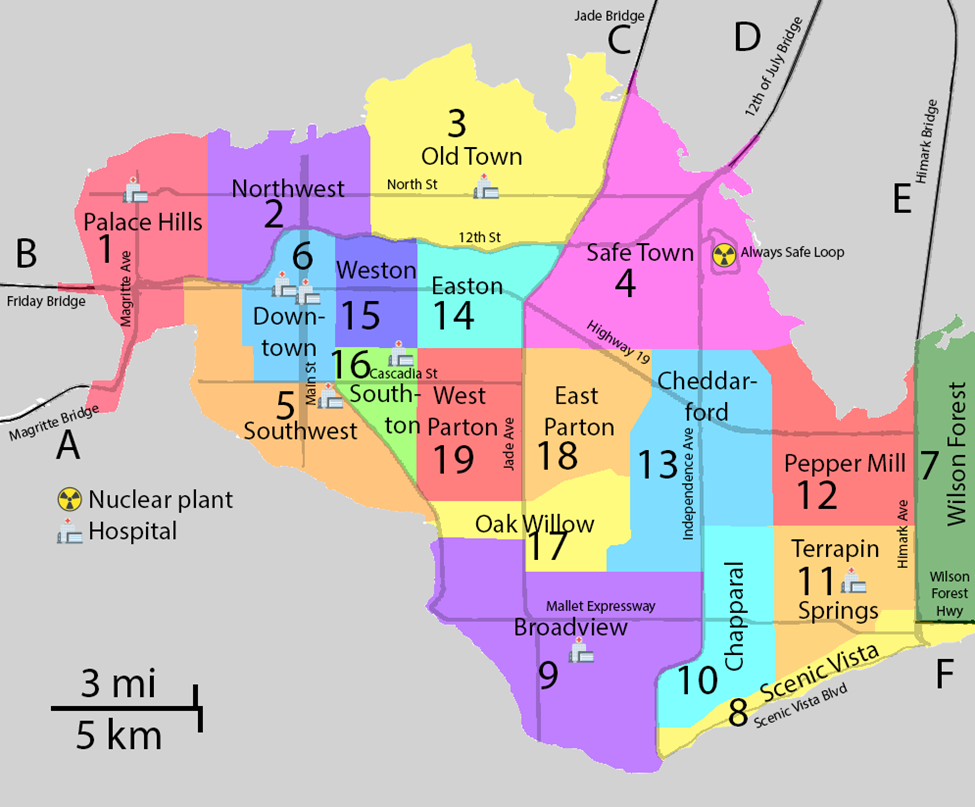 Jade Bridge
C
D
12th of July Bridge
3
Old Town
Himark Bridge
North St
Northwest
2
E
Palace Hills
1
B
12th St
6
Safe Town
4
Always Safe Loop
Weston
15
Easton
14
Friday Bridge
Magritte Ave
Down-
town
Highway 19
16
Cascadia St
Main St
South-
ton
West
Parton
19
Jade Ave
East
Parton
18
Cheddar-
ford
13
Independence Ave
5
Southwest
Magritte Bridge
A
Pepper Mill
12
7
Wilson Forest
Nuclear plant
Hospital
Oak Willow
17
Himark Ave
Terrapin
11
Springs
Wilson
Forest
Hwy
Chapparal
10
Mallet Expressway
Broadview
9
Scenic Vista
8
Scenic Vista Blvd
F
3 mi
5 km